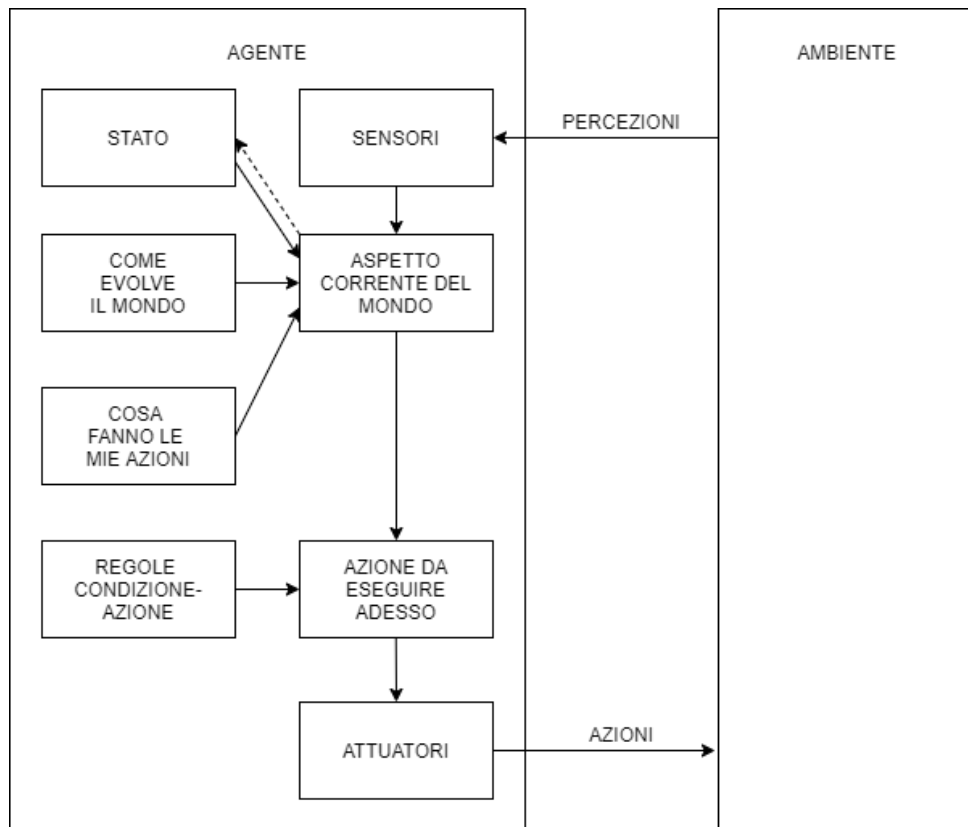 AGENTE
AMBIENTE
STATO
SENSORI
PERCEZIONI
COME
EVOLVE
IL MONDO
ASPETTO
CORRENTE DEL
MONDO
COSA
FANNO LE
MIE AZIONI
REGOLE
CONDIZIONE-
AZIONE
AZIONE DA
ESEGUIRE
ADESSO
ATTUATORI
AZIONI